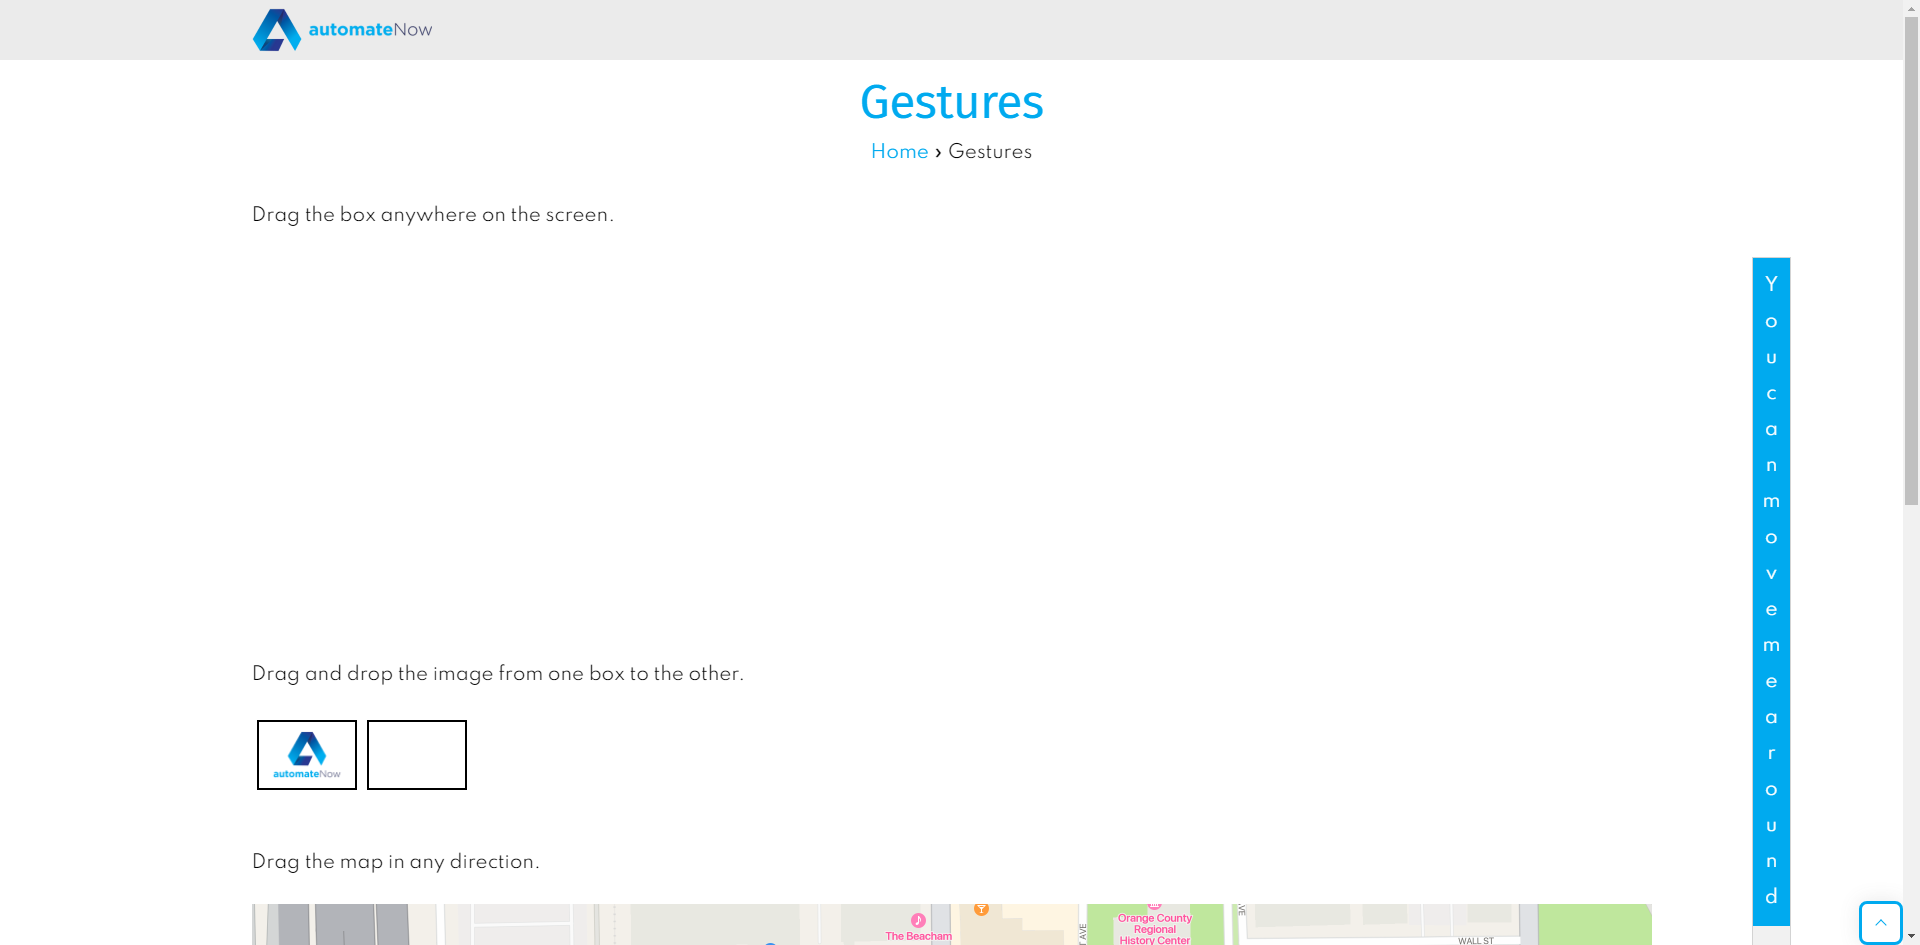 automateNow
Gestures
Home › Gestures
Drag the box anywhere on the screen.
Y
o
u
c
a
n
m
o
v
e
m
e
a
r
o
u
n
d
Drag and drop the image from one box to the other.
automateNow
Drag the map in any direction.
The Beacham
Orange County
Regional
History Center
WALL ST